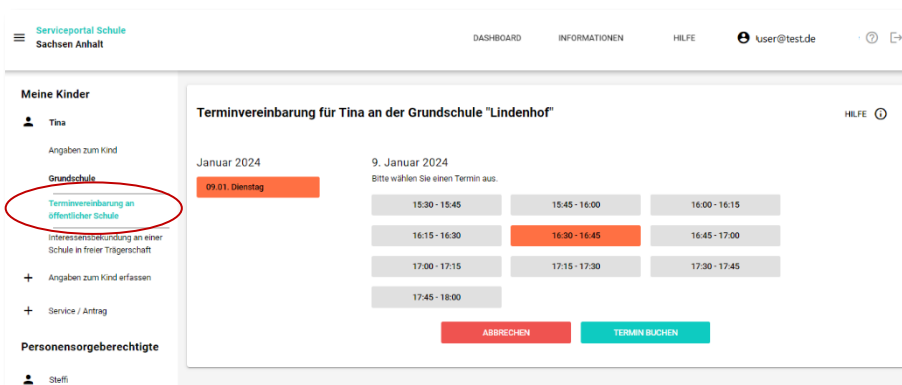 Serviceportal Schule
Sachsen Anhalt
DASHBOARD
INFORMATIONEN
HILFE
user@test.de
Meine Kinder
Tina
Angaben zum Kind
Grundschule
Terminvereinbarung an
öffentlicher Schule
Interessensbekundung an einer
Schule in freier Trägerschaft
+ Angaben zum Kind erfassen
+ Service / Antrag
Personensorgeberechtigte
Steffi
Terminvereinbarung für Tina an der Grundschule "Lindenhof"
HILFE
Januar 2024
09.01. Dienstag
9. Januar 2024
Bitte wählen Sie einen Termin aus.
15:30 - 15:45
15:45 - 16:00
16:00 - 16:15
16:15 - 16:30
16:30 - 16:45
16:45 - 17:00
17:00 - 17:15
17:15 - 17:30
17:30 - 17:45
17:45 - 18:00
ABBRECHEN
TERMIN BUCHEN